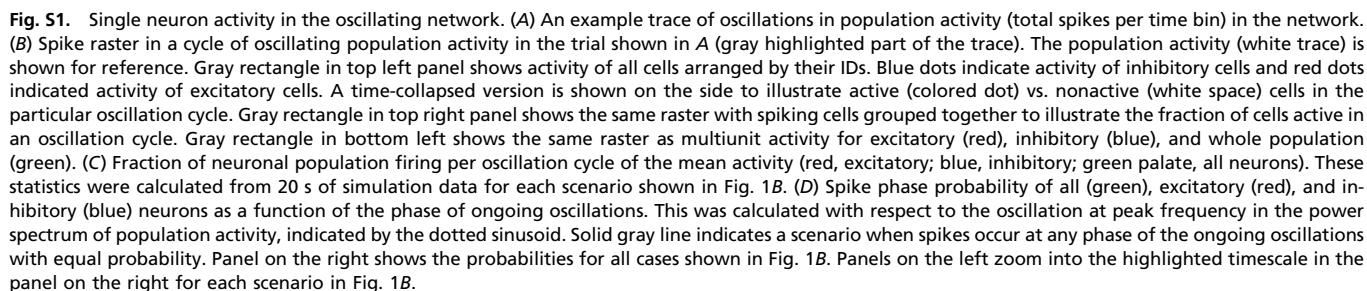 Fig. S1. Single neuron activity in the oscillating network. (A) An example trace of oscillations in population activity (total spikes per time bin) in the network.
(B) Spike raster in a cycle of oscillating population activity in the trial shown in A (gray highlighted part of the trace). The population activity (white trace) is
shown for reference. Gray rectangle in top left panel shows activity of all cells arranged by their IDs. Blue dots indicate activity of inhibitory cells and red dots
indicated activity of excitatory cells. A time-collapsed version is shown on the side to illustrate active (colored dot) vs. nonactive (white space) cells in the
particular oscillation cycle. Gray rectangle in top right panel shows the same raster with spiking cells grouped together to illustrate the fraction of cells active in
an oscillation cycle. Gray rectangle in bottom left shows the same raster as multiunit activity for excitatory (red), inhibitory (blue), and whole population
(green). (C) Fraction of neuronal population firing per oscillation cycle of the mean activity (red, excitatory; blue, inhibitory; green palate, all neurons). These
statistics were calculated from 20 s of simulation data for each scenario shown in Fig. 1B. (D) Spike phase probability of all (green), excitatory (red), and in-
hibitory (blue) neurons as a function of the phase of ongoing oscillations. This was calculated with respect to the oscillation at peak frequency in the power
spectrum of population activity, indicated by the dotted sinusoid. Solid gray line indicates a scenario when spikes occur at any phase of the ongoing oscillations
with equal probability. Panel on the right shows the probabilities for all cases shown in Fig. 1B. Panels on the left zoom into the highlighted timescale in the
panel on the right for each scenario in Fig. 1B.